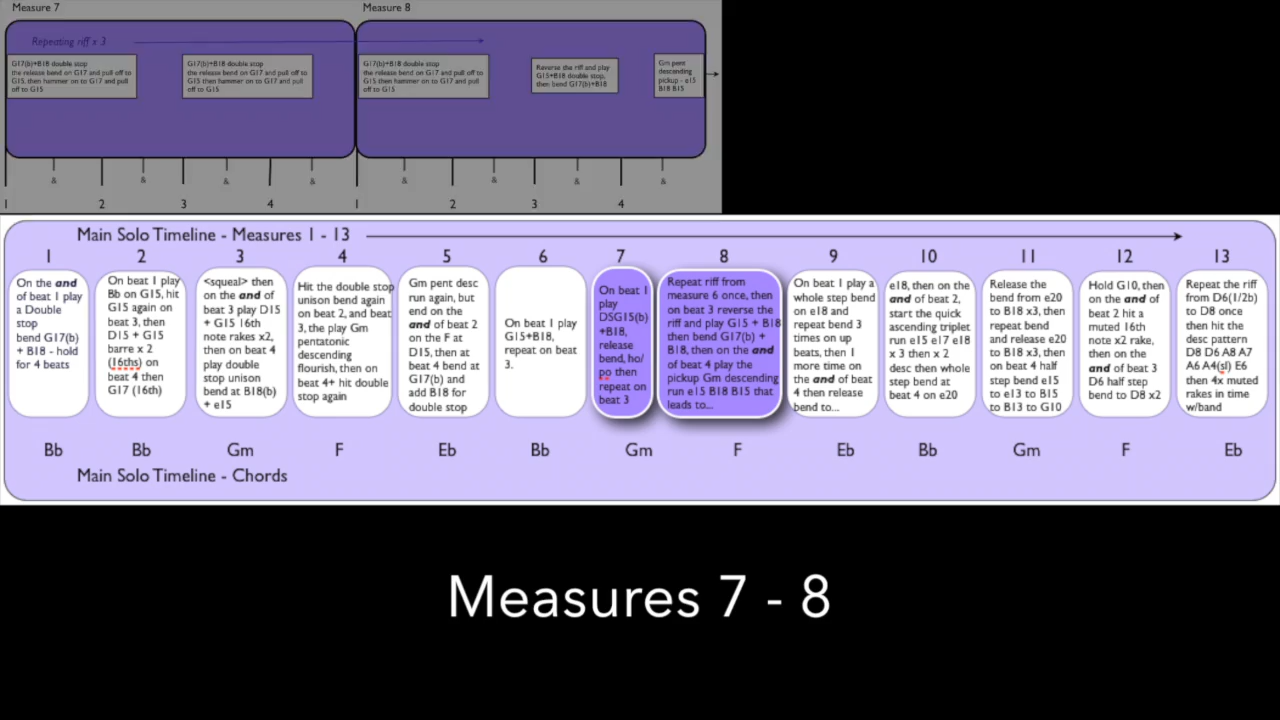 Measure 7
Measure 8
Repeating riff x 3
G17(b)+B18 double stop
the release bend on G17 and pull off to
G15, then hammer on to G17 and pull
off to G15
G17(b)+B18 double stop
the release bend on G17 and pull off to
G15 then hammer on to G17 and pull
off to G15
G17(b)+B18 double stop
the release bend on G17 and pull off to
G15 then hammer on to G17 and pull
off to G15
Reverse the riff and play
G15+B18 double stop,
then bend G17(b)+B18
Gm pent
descending
pickup - e15
B18 B15
& & & & & & & &
1 2 3 4 1 2 3 4
Main Solo Timeline - Measures 1 - 13
1 2 3 4 5 6 7 8 9 10 11 12 13
On the and
of beat 1 play
a Double
stop
bend G17(b)
+ B18 - hold
for 4 beats
On beat 1 play
Bb on G15, hit
G15 again on
beat 3, then
D15 + G15
barre x 2
(16ths) on
beat 4 then
G17 (16th)
<squeal> then
on the and of
beat 3 play D15
+ G15 16th
note rakes x2,
then on beat 4
play double
stop unison
bend at B18(b)
+ e15
Hit the double stop
unison bend again
on beat 2, and beat
3, the play Gm
pentatonic
descending
flourish, then on
beat 4+ hit double
stop again
Gm pent desc
run again, but
end on the
and of beat 2
on the F at
D15, then at
beat 4 bend at
G17(b) and
add B18 for
double stop
On beat 1 play
G15+B18,
repeat on beat
3.
On beat 1
play
DSG15(b)
+B18,
release
bend, ho/
po then
repeat on
beat 3
Repeat riff from
measure 6 once, then
on beat 3 reverse the
riff and play G15 + B18
then bend G17(b) +
B18, then on the and
of beat 4 play the
pickup Gm descending
run e15 B18 B15 that
leads to...
On beat 1 play a
whole step bend
on e18 and
repeat bend 3
times on up
beats, then 1
more time on
the and of beat
4 then release
bend to...
e18, then on the
and of beat 2,
start the quick
ascending triplet
run e15 e17 e18
x 3 then x 2
desc then whole
step bend at
beat 4 on e20
Release the
bend from e20
to B18 x3, then
repeat bend
and release e20
to B18 x3, then
on beat 4 half
step bend e15
to e13 to B15
to B13 to G10
Hold G10, then
on the and of
beat 2 hit a
muted 16th
note x2 rake,
then on the
and of beat 3
D6 half step
bend to D8 x2
Repeat the riff
from D6(1/2b)
to D8 once
then hit the
desc pattern
D8 D6 A8 A7
A6 A4(sl) E6
then 4x muted
rakes in time
w/band
Bb Bb Gm F Eb Bb Gm F Eb Bb Gm F Eb
Main Solo Timeline - Chords
Measures 7 - 8